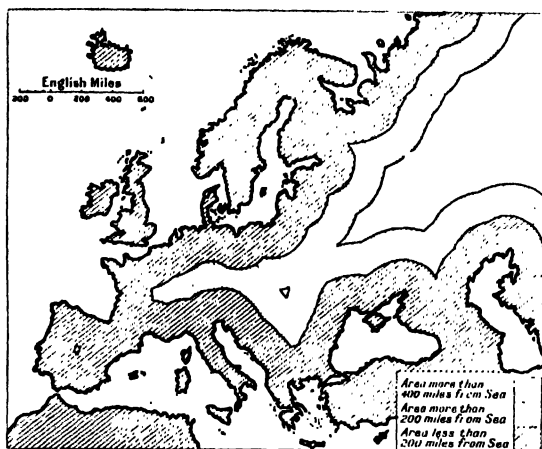 English Miles
200 0 200 400 600
Area more than
400 miles from Sea
Area more than
200 miles from Sea
Area less than
200 miles from Sea